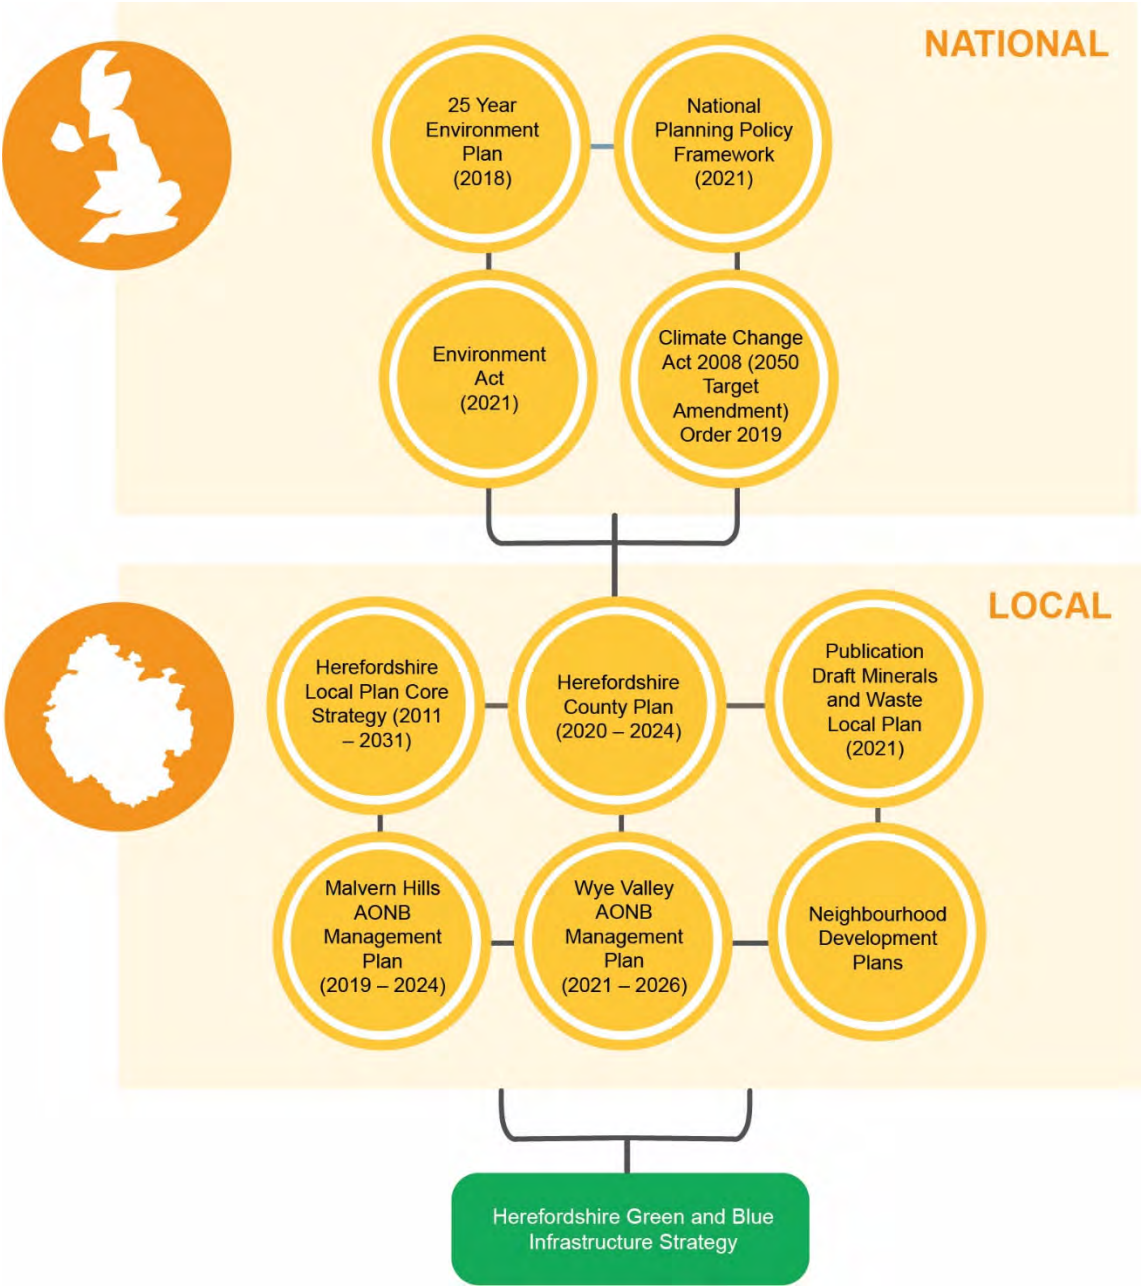 NATIONAL
25 Year
Environment
Plan
(2018)
National
Planning Policy
Framework
(2021)
Environment
Act
(2021)
Climate Change
Act 2008 (2050
Target
Amendment)
Order 2019
LOCAL
Herefordshire
Local Plan Core
Strategy (2011
– 2031)
Herefordshire
County Plan
(2020 – 2024)
Publication
Draft Minerals
and Waste
Local Plan
(2021)
Malvern Hills
AONB
Management
Plan
(2019 – 2024)
Wye Valley
AONB
Management
Plan
(2021 – 2026)
Neighbourhood
Development
Plans
Herefordshire Green and Blue
Infrastructure Strategy